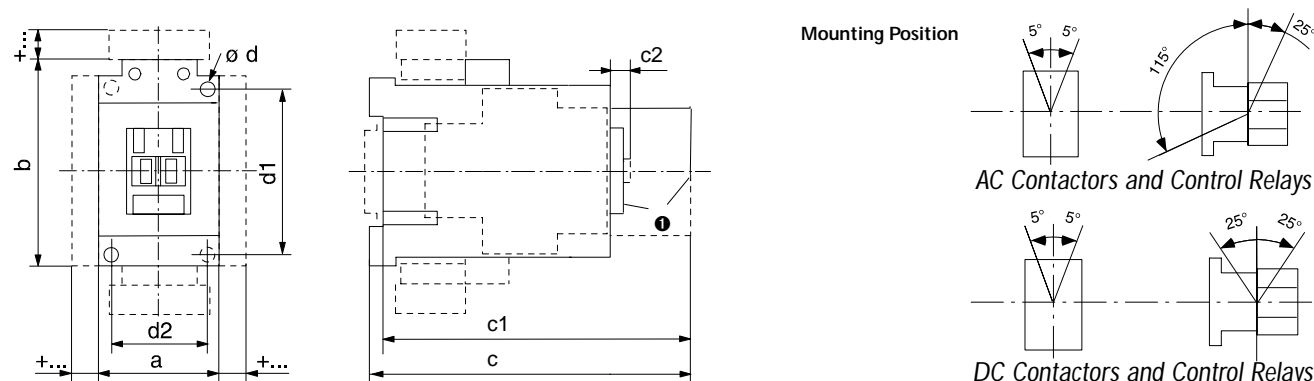 +...
b
ø d
d1
d2
+...
a
+...
c2
❶
c1
c
Mounting Position
5° 5°
115°
25°
AC Contactors and Control Relays
5° 5°
25° 25°
DC Contactors and Control Relays